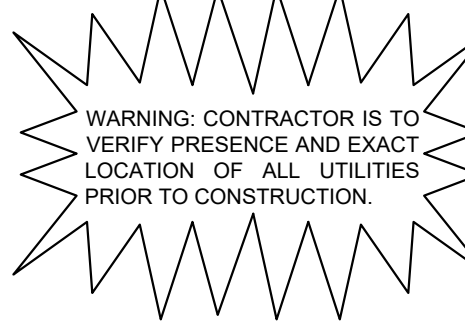 WARNING: CONTRACTOR IS TO
VERIFY PRESENCE AND EXACT
LOCATION OF ALL UTILITIES
PRIOR TO CONSTRUCTION.